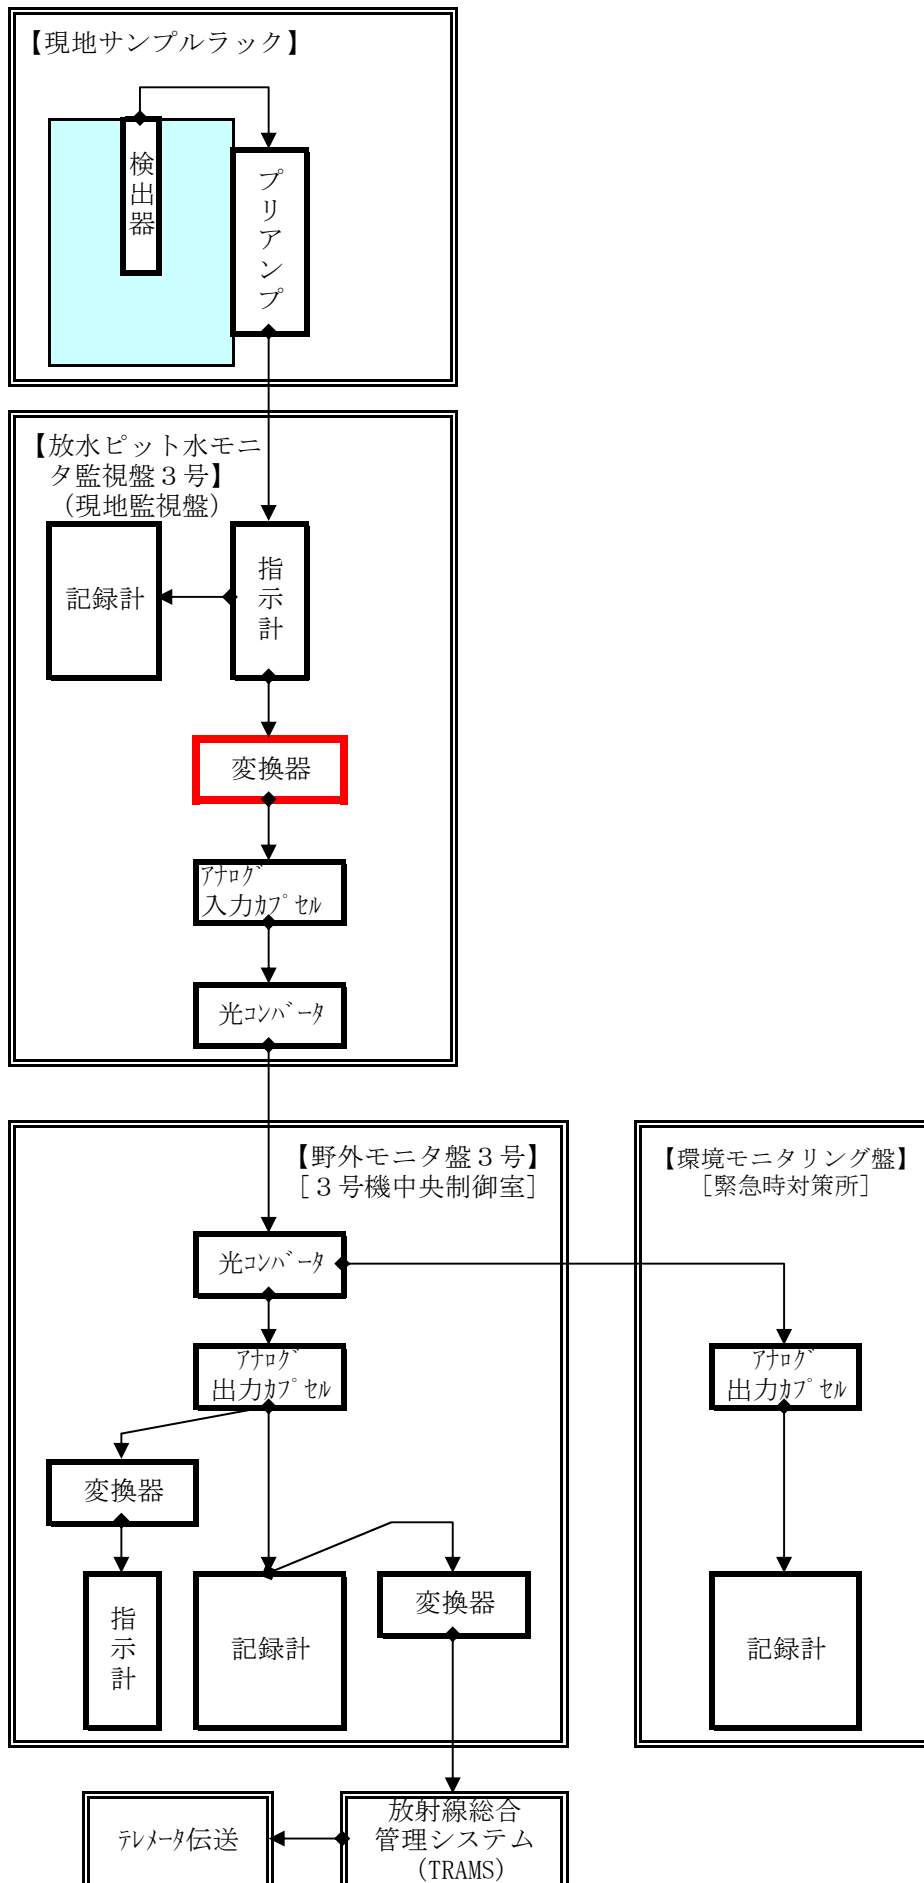 【現地サンプルラック】
検出器
プリアンプ
【放水ピット水モニ
タ監視盤３号】
（現地監視盤）
記録計
指示計
変換器
ｱﾅﾛｸﾞ
入力ｶﾌﾟｾﾙ
光ｺﾝﾊﾞｰﾀ
【野外モニタ盤３号】
［３号機中央制御室］
【環境モニタリング盤】
［緊急時対策所］
光ｺﾝﾊﾞｰﾀ
ｱﾅﾛｸﾞ
出力ｶﾌﾟｾﾙ
ｱﾅﾛｸﾞ
出力ｶﾌﾟｾﾙ
変換器
指示計
記録計
変換器
記録計
ﾃﾚﾒｰﾀ伝送
放射線総合
管理システム
（TRAMS）